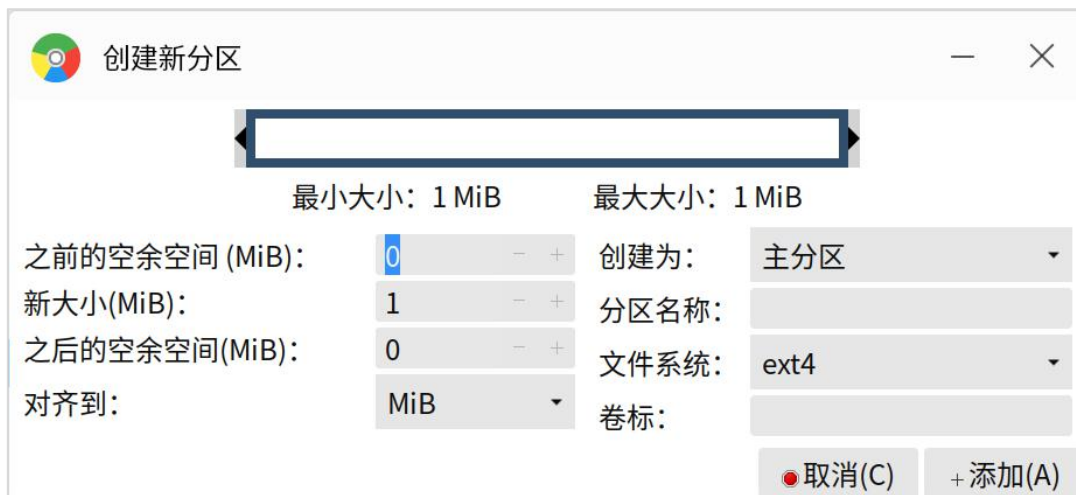 创建新分区
最小大小：1 MiB 最大大小：1 MiB
之前的空余空间 (MiB)： 0 创建为： 主分区
新大小(MiB)： 1 分区名称：
之后的空余空间(MiB)： 0 文件系统： ext4
对齐到： MiB 卷标：
取消(C) 添加(A)